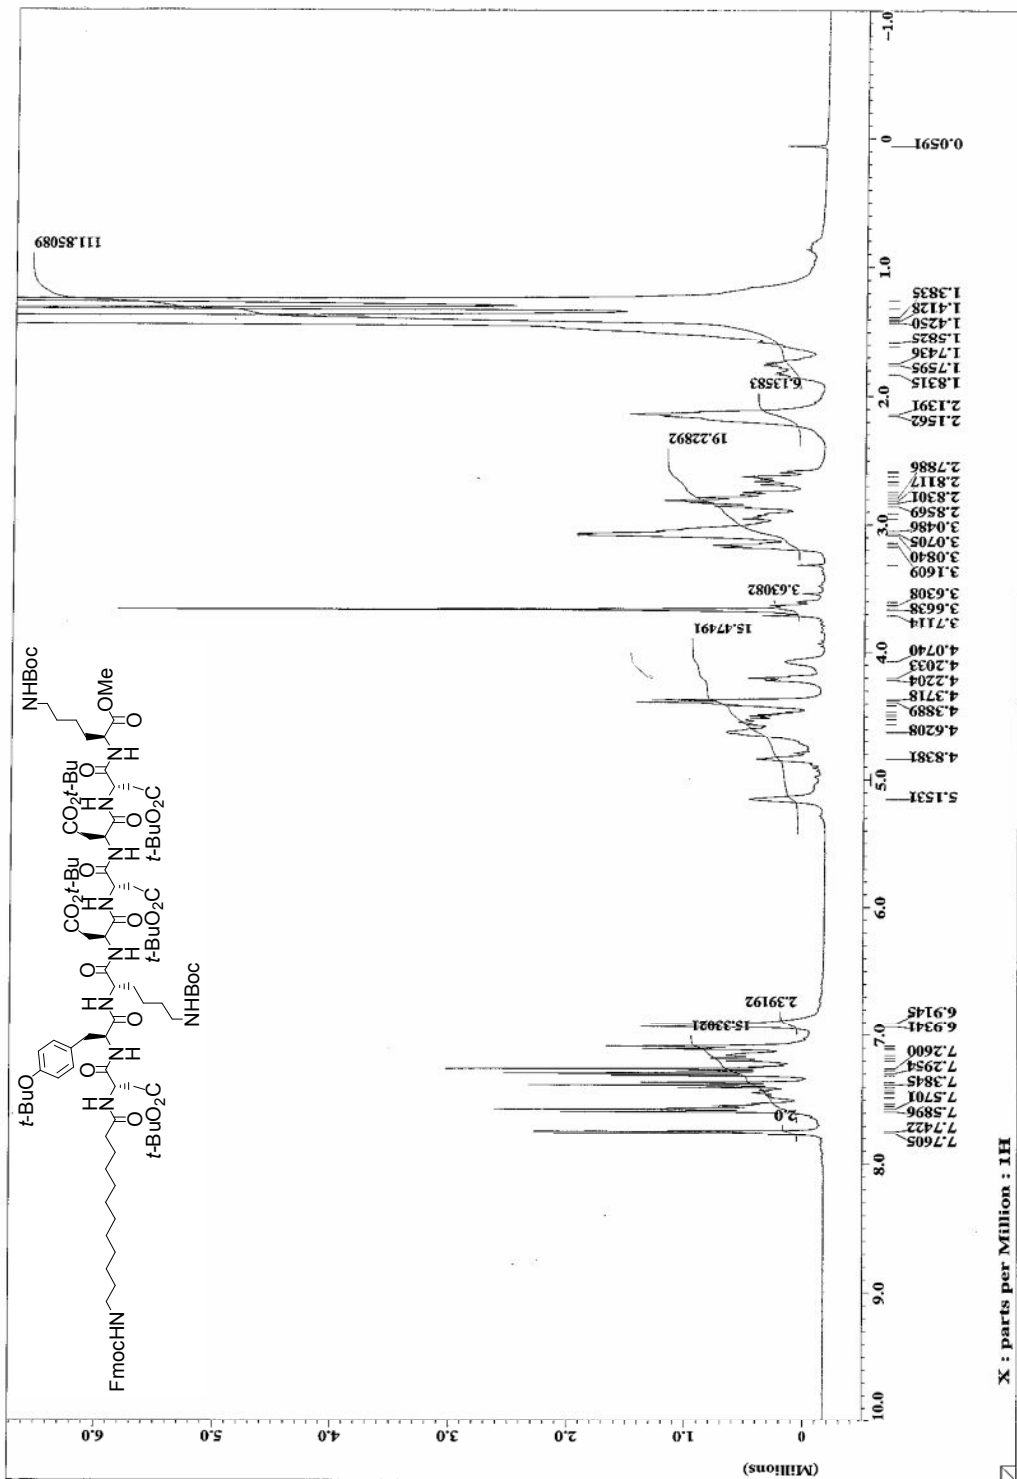 t-BuO
NHBoc
CO2t-Bu
CO2t-Bu
O
O
O
O
H
N
H
N
H
N
H
N
OMe
FmocHN
N
H
N
H
N
H
N
H
O
O
O
O
O
t-BuO2C
t-BuO2C
t-BuO2C
NHBoc
(Millions)
0
1.0
2.0
3.0
4.0
5.0
6.0
2.0
15.33021
2.39192
15.47491
3.63082
19.22892
6.13583
111.85089
10.0
9.0
8.0
7.0
6.0
5.0
4.0
3.0
2.0
1.0
0
-1.0
7.7605
7.7422
7.5896
7.5701
7.3845
7.2954
7.2600
6.9341
6.9145
5.1531
4.8381
4.6208
4.3889
4.3718
4.2204
4.2033
4.0740
3.7114
3.6638
3.6308
3.1609
3.0840
3.0705
3.0486
2.8569
2.8301
2.8117
2.7886
2.1562
2.1391
1.8315
1.7595
1.7436
1.5825
1.4250
1.4128
1.3835
0.0591
X : parts per Million : 1H